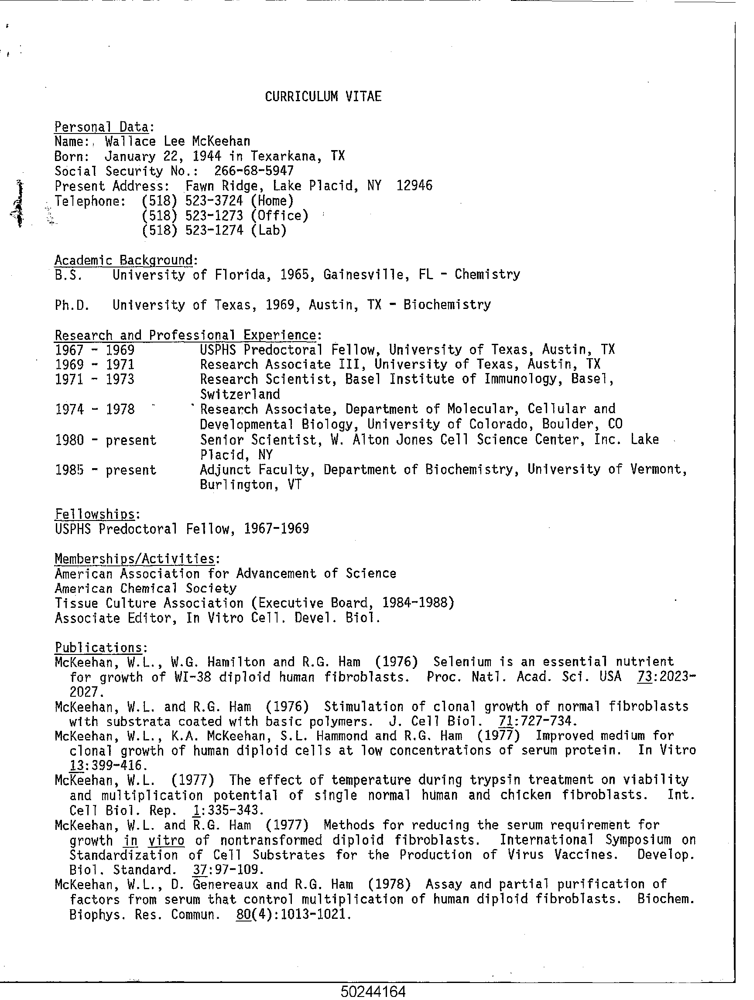 CURRICULUM VITAE
Personal Data:
Name: Wallace Lee McKeehan
Born: January 22, 1944 in Texarkana, TX
Social Security No.: 266-68-5947
Present Address: Fawn Ridge, Lake Placid, NY 12946
Telephone: (518) 523-3724 (Home)
(518) 523-1273 (Office)
(518) 523-1274 (Lab)
Academic Background:
B.S. University of Florida, 1965, Gainesville, FL - Chemistry
Ph.D. University of Texas, 1969, Austin, TX - Biochemistry
Research and Professional Experience:
1967 - 1969 USPHS Predoctoral Fellow, University of Texas, Austin, TX
1969 - 1971 Research Associate III, University of Texas, Austin, TX
1971 - 1973 Research Scientist, Basel Institute of Immunology, Basel,
Switzerland
1974 - 1978 Research Associate, Department of Molecular, Cellular and
Developmental Biology, University of Colorado, Boulder, CO
1980 - present Senior Scientist, W. Alton Jones Cell Science Center, Inc. Lake
Placid, NY
1985 - present Adjunct Faculty, Department of Biochemistry, University of Vermont,
Burlington, VT
Fellowships:
USPHS Predoctoral Fellow, 1967-1969
Memberships/Activities:
American Association for Advancement of Science
American Chemical Society
Tissue Culture Association (Executive Board, 1984-1988)
Associate Editor, In Vitro Cell. Devel. Biol.
Publications:
McKeehan, W.L., W.G. Hamilton and R.G. Ham (1976) Selenium is an essential nutrient
for growth of WI-38 diploid human fibroblasts. Proc. Natl. Acad. Sci. USA 73:2023-
2027.
McKeehan, W.L. and R.G. Ham (1976) Stimulation of clonal growth of normal fibroblasts
with substrata coated with basic polymers. J. Cell Biol. 71:727-734.
McKeehan, W.L., K.A. McKeehan, S.L. Hammond and R.G. Ham (1977) Improved medium for
clonal growth of human diploid cells at low concentrations of serum protein. In Vitro
13:399-416.
McKeehan, W.L. (1977) The effect of temperature during trypsin treatment on viability
and multiplication potential of single normal human and chicken fibroblasts. Int.
Cell Biol. Rep. 1:335-343.
McKeehan, W.L. and R.G. Ham (1977) Methods for reducing the serum requirement for
growth in vitro of nontransformed diploid fibroblasts. International Symposium on
Standardization of Cell Substrates for the Production of Virus Vaccines. Develop.
Biol. Standard. 37:97-109.
McKeehan, W.L., D. Genereaux and R.G. Ham (1978) Assay and partial purification of
factors from serum that control multiplication of human diploid fibroblasts. Biochem.
Biophys. Res. Commun. 80(4):1013-1021.
50244164